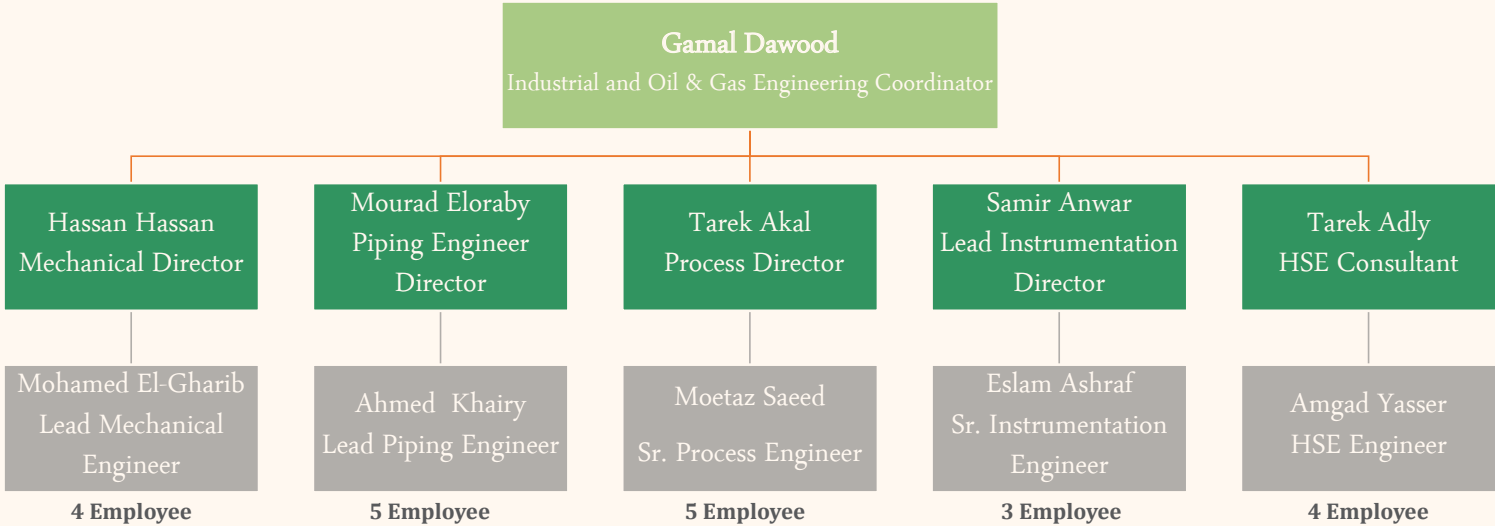 Gamal Dawood
Industrial and Oil & Gas Engineering Coordinator
Hassan Hassan
Mechanical Director
Mourad Eloraby
Piping Engineer
Director
Tarek Akal
Process Director
Samir Anwar
Lead Instrumentation
Director
Tarek Adly
HSE Consultant
Mohamed El-Gharib
Lead Mechanical
Engineer
Ahmed Khairy
Lead Piping Engineer
Moetaz Saeed
Sr. Process Engineer
Eslam Ashraf
Sr. Instrumentation
Engineer
Amgad Yasser
HSE Engineer
4 Employee
5 Employee
5 Employee
3 Employee
4 Employee